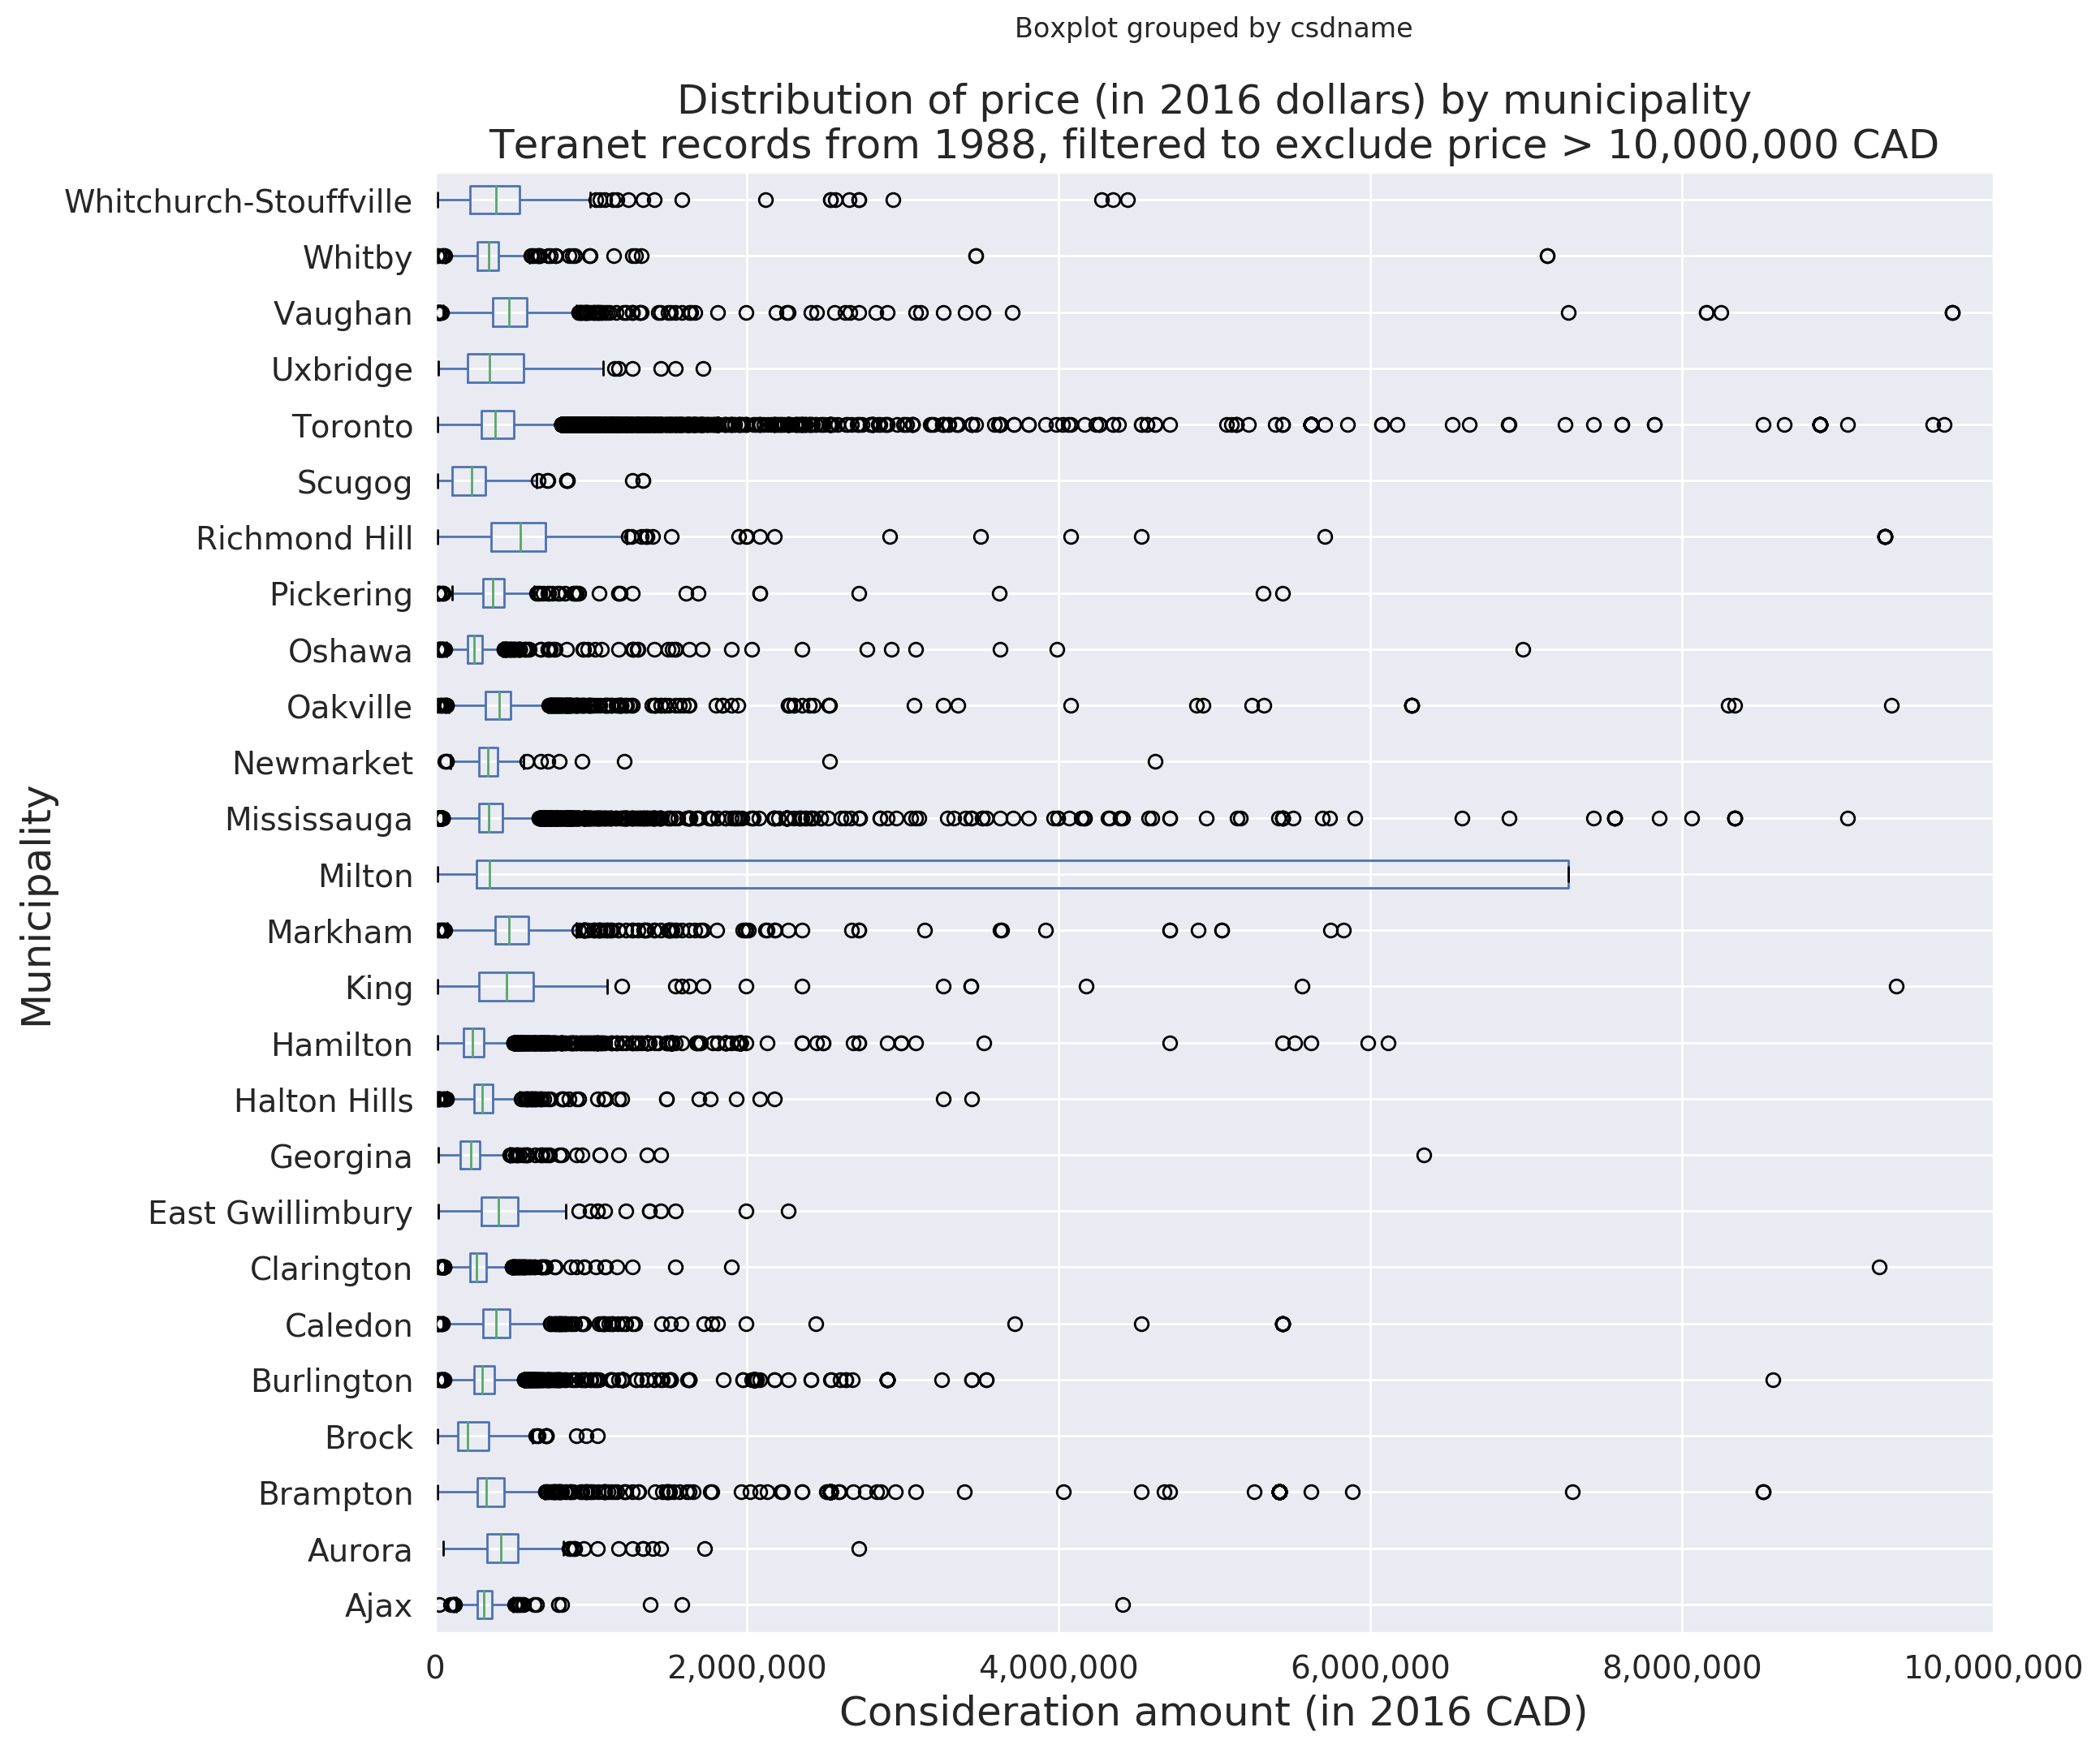 Boxplot grouped by csdname
Distribution of price (in 2016 dollars) by municipality
Teranet records from 1988, filtered to exclude price > 10,000,000 CAD
Whitchurch-Stouffville
Whitby
Vaughan
Uxbridge
Toronto
Scugog
Richmond Hill
Pickering
Oshawa
Oakville
Newmarket
Mississauga
Milton
Markham
King
Hamilton
Halton Hills
Georgina
East Gwillimbury
Clarington
Caledon
Burlington
Brock
Brampton
Aurora
Ajax
Municipality
0 2,000,000 4,000,000 6,000,000 8,000,000 10,000,000
Consideration amount (in 2016 CAD)